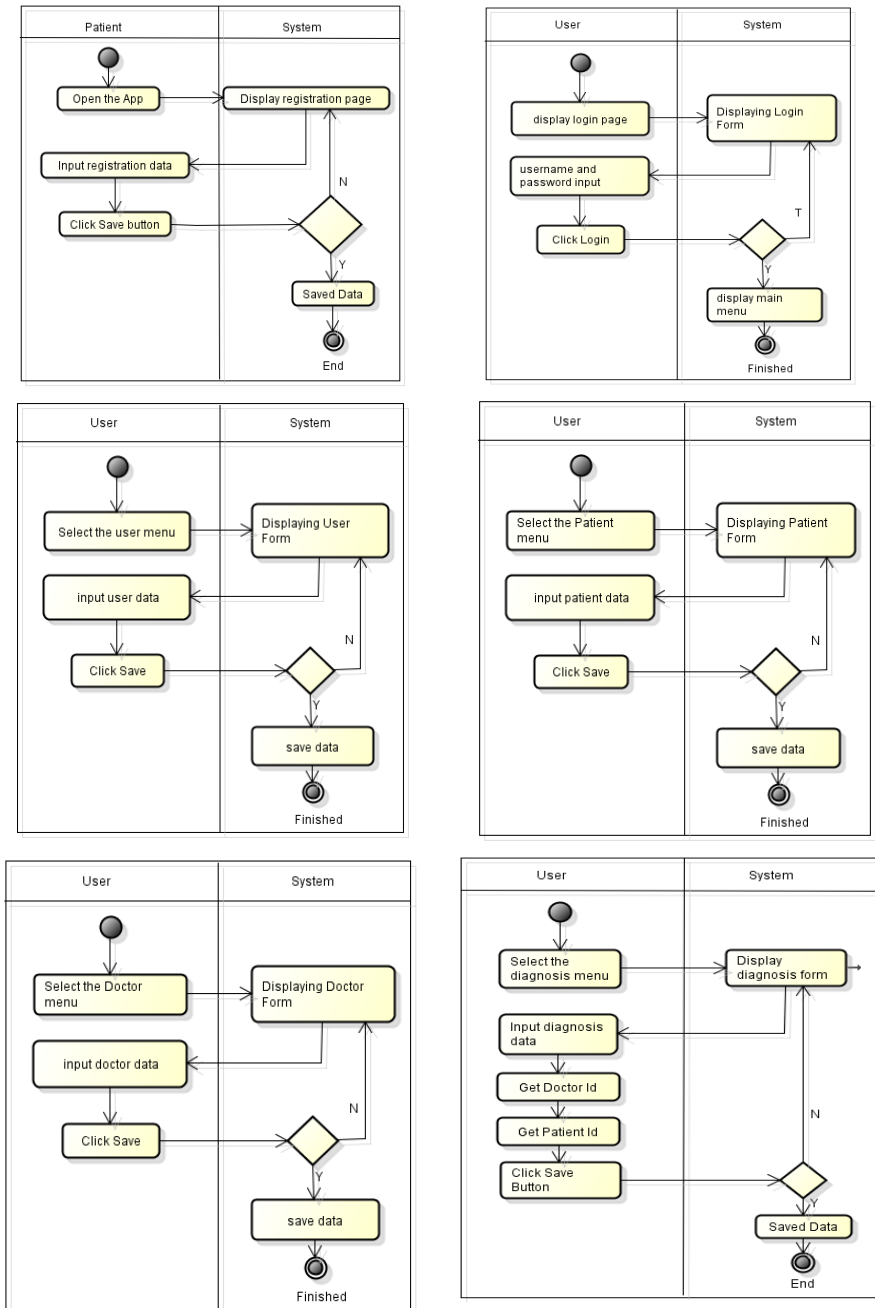 Patient
System
Open the App
Display registration page
Input registration data
N
Click Save button
Y
Saved Data
End
User
System
display login page
Displaying Login
Form
username and
password input
T
Click Login
Y
display main
menu
Finished
User
System
Select the user menu
Displaying User
Form
input user data
N
Click Save
Y
save data
Finished
User
System
Select the Patient
menu
Displaying Patient
Form
input patient data
N
Click Save
Y
save data
Finished
User
System
Select the Doctor
menu
Displaying Doctor
Form
input doctor data
N
Click Save
Y
save data
Finished
User
System
Select the
diagnosis menu
Display
diagnosis form
Input diagnosis
data
Get Doctor Id
N
Get Patient Id
Click Save
Button
Y
Saved Data
End